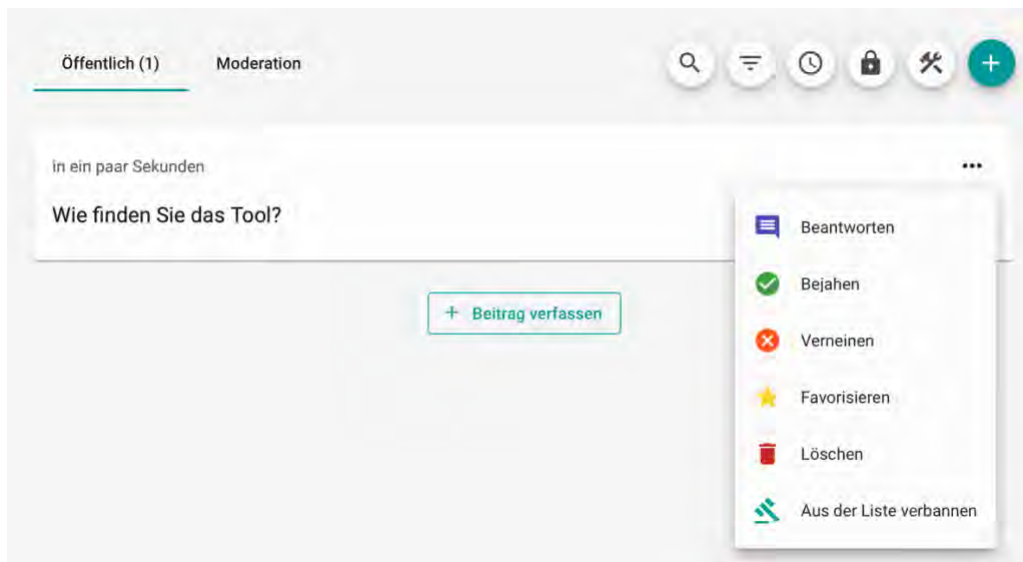 Öffentlich (1) Moderation
in ein paar Sekunden
Wie finden Sie das Tool?
Beantworten
Bejahen
+ Beitrag verfassen
Verneinen
Favorisieren
Löschen
Aus der Liste verbannen